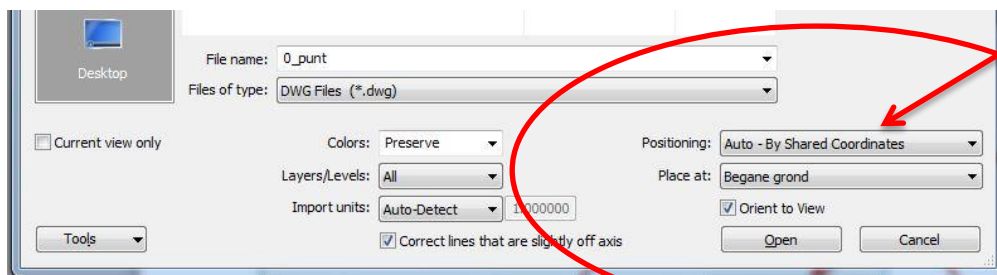 Desktop
File name: 0_punt
Files of type: DWG Files (*.dwg)
Current view only
Colors: Preserve
Positioning: Auto - By Shared Coordinates
Layers/Levels: All
Place at: Begane grond
Import units: Auto-Detect 1.000000
Orient to View
Tools
Correct lines that are slightly off axis
Open
Cancel